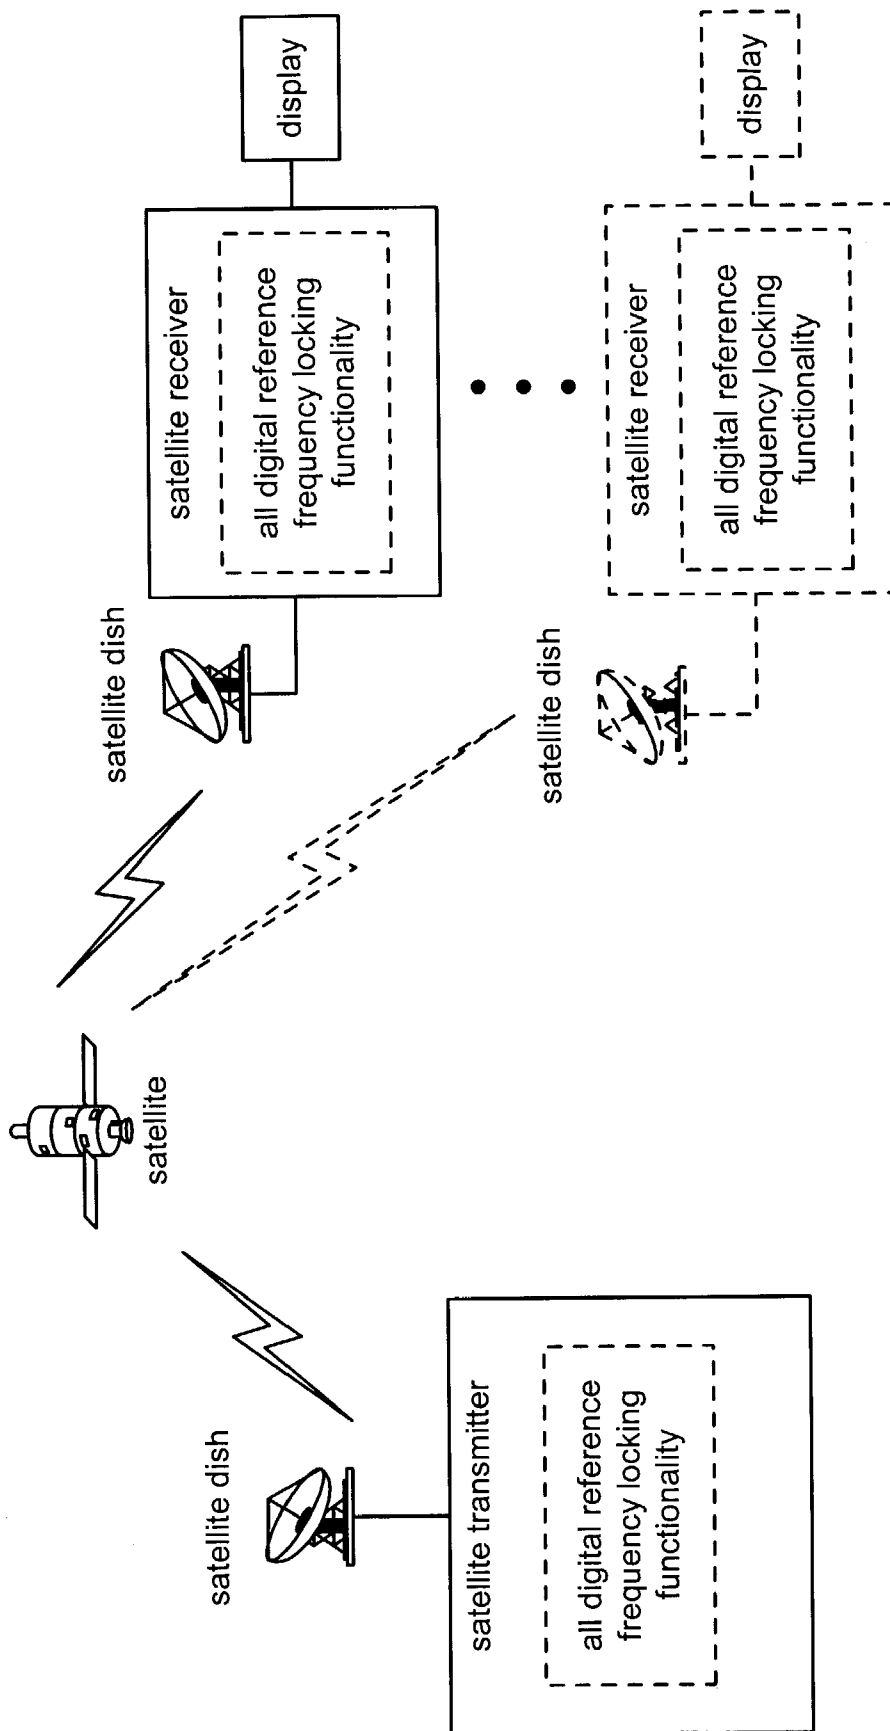 satellite
satellite dish
satellite transmitter
all digital reference
frequency locking
functionality
satellite dish
satellite receiver
all digital reference
frequency locking
functionality
display
satellite dish
satellite receiver
all digital reference
frequency locking
functionality
display